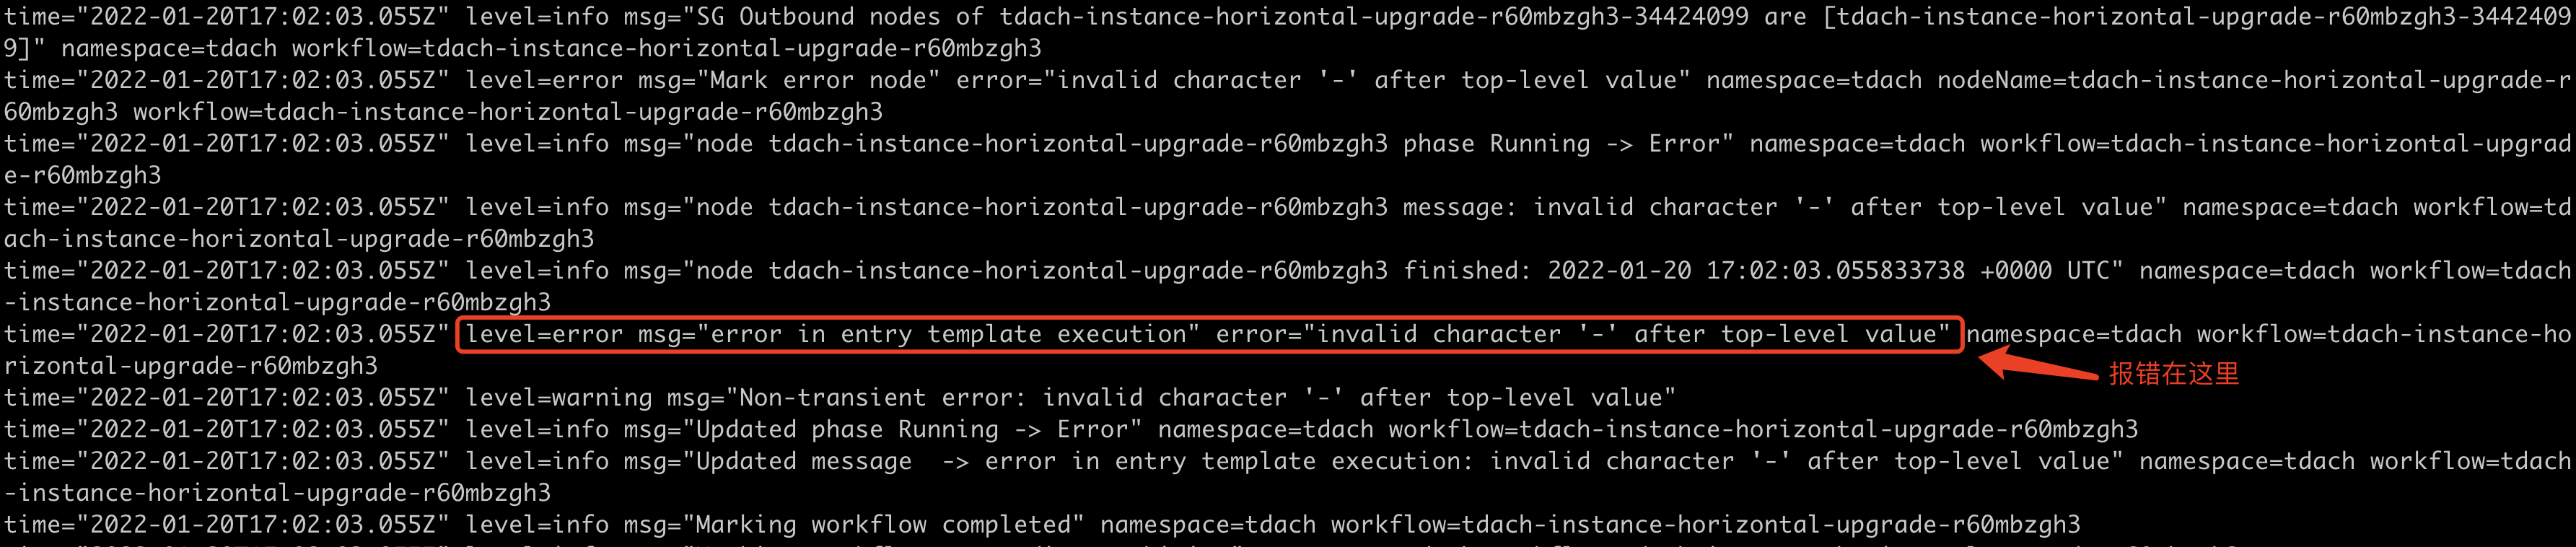 time="2022-01-20T17:02:03.055Z" level=info msg="SG Outbound nodes of tdach-instance-horizontal-upgrade-r60mbzgh3-34424099 are [tdach-instance-horizontal-upgrade-r60mbzgh3-3442409
9]" namespace=tdach workflow=tdach-instance-horizontal-upgrade-r60mbzgh3
time="2022-01-20T17:02:03.055Z" level=error msg="Mark error node" error="invalid character '-' after top-level value" namespace=tdach nodeName=tdach-instance-horizontal-upgrade-r
60mbzgh3 workflow=tdach-instance-horizontal-upgrade-r60mbzgh3
time="2022-01-20T17:02:03.055Z" level=info msg="node tdach-instance-horizontal-upgrade-r60mbzgh3 phase Running -> Error" namespace=tdach workflow=tdach-instance-horizontal-upgrad
e-r60mbzgh3
time="2022-01-20T17:02:03.055Z" level=info msg="node tdach-instance-horizontal-upgrade-r60mbzgh3 message: invalid character '-' after top-level value" namespace=tdach workflow=td
ach-instance-horizontal-upgrade-r60mbzgh3
time="2022-01-20T17:02:03.055Z" level=info msg="node tdach-instance-horizontal-upgrade-r60mbzgh3 finished: 2022-01-20 17:02:03.055833738 +0000 UTC" namespace=tdach workflow=tdach
-instance-horizontal-upgrade-r60mbzgh3
time="2022-01-20T17:02:03.055Z" level=error msg="error in entry template execution" error="invalid character '-' after top-level value" namespace=tdach workflow=tdach-instance-ho
rizontal-upgrade-r60mbzgh3
报错在这里
time="2022-01-20T17:02:03.055Z" level=warning msg="Non-transient error: invalid character '-' after top-level value"
time="2022-01-20T17:02:03.055Z" level=info msg="Updated phase Running -> Error" namespace=tdach workflow=tdach-instance-horizontal-upgrade-r60mbzgh3
time="2022-01-20T17:02:03.055Z" level=info msg="Updated message  -> error in entry template execution: invalid character '-' after top-level value" namespace=tdach workflow=tdach
-instance-horizontal-upgrade-r60mbzgh3
time="2022-01-20T17:02:03.055Z" level=info msg="Marking workflow completed" namespace=tdach workflow=tdach-instance-horizontal-upgrade-r60mbzgh3